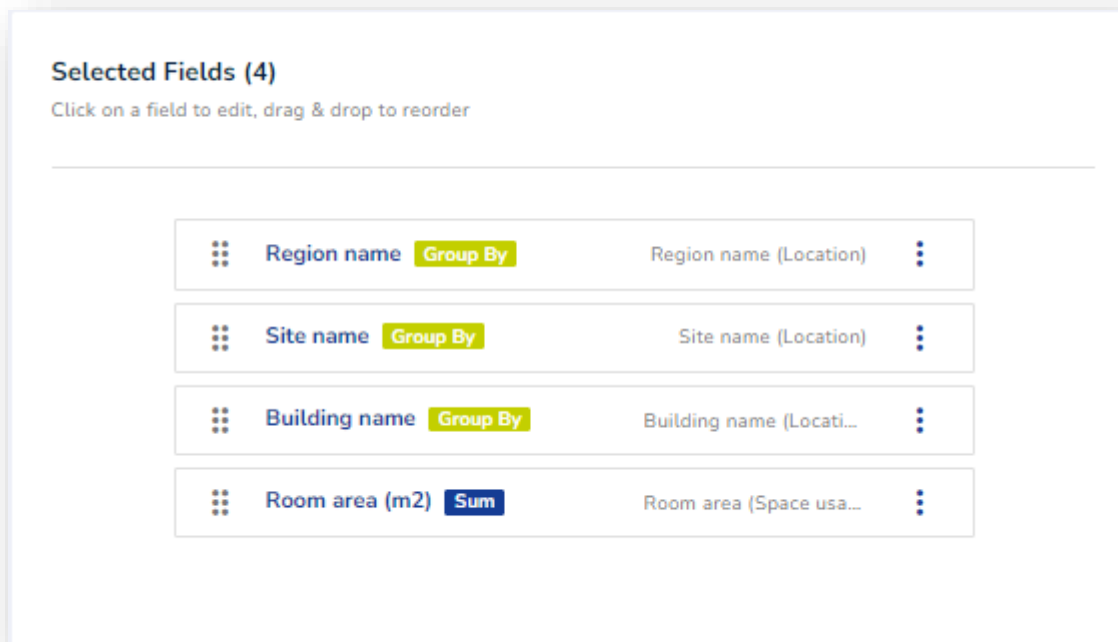 Selected Fields (4)
Click on a field to edit, drag & drop to reorder
Region name Group By Region name (Location)
Site name Group By Site name (Location)
Building name Group By Building name (Locati...
Room area (m2) Sum Room area (Space usa...